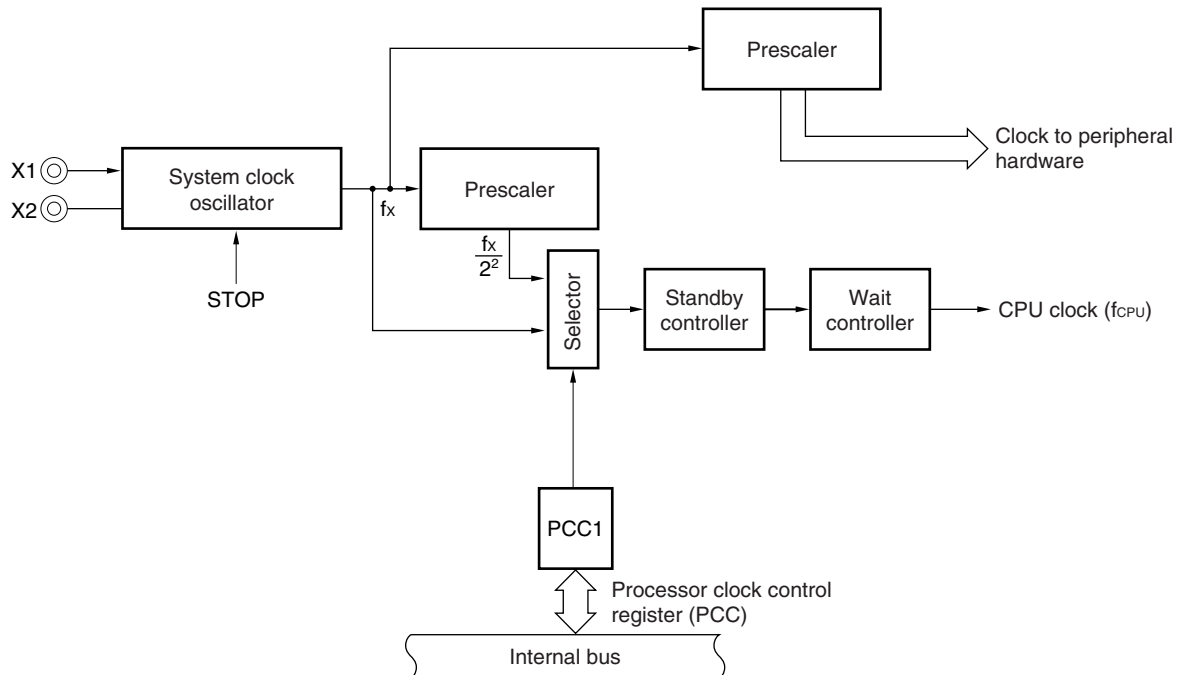 Prescaler
Clock to peripheral
hardware
X1
X2
System clock
oscillator
fX
Prescaler
fX
2²
STOP
Selector
Standby
controller
Wait
controller
CPU clock (fCPU)
PCC1
Processor clock control
register (PCC)
Internal bus